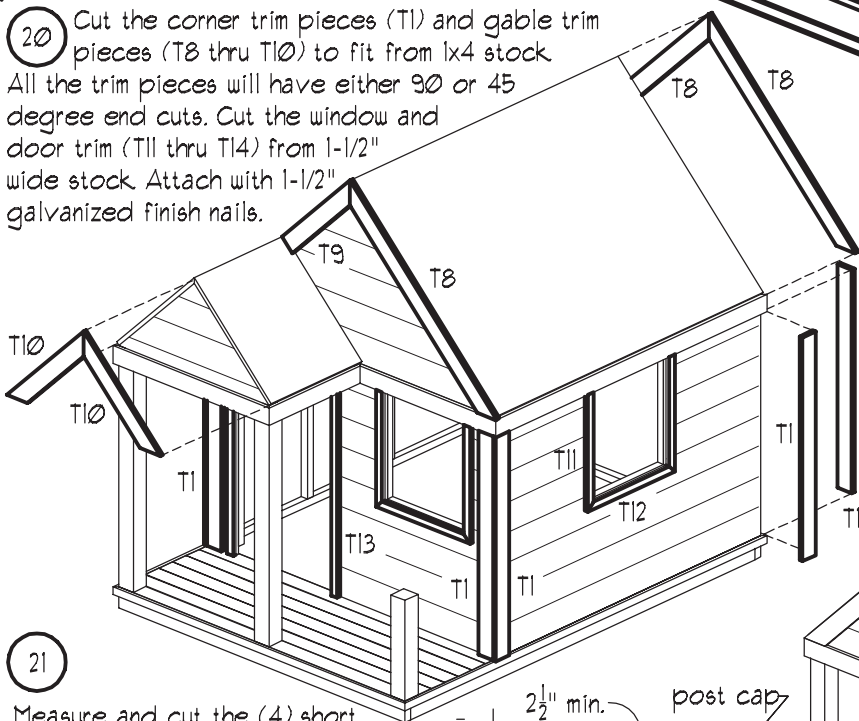 20 Cut the corner trim pieces (T1) and gable trim
pieces (T8 thru T10) to fit from 1x4 stock.
All the trim pieces will have either 90 or 45
degree end cuts. Cut the window and
door trim (T11 thru T14) from 1-1/2"
wide stock. Attach with 1-1/2"
galvanized finish nails.
T8
T8
T9
T8
T10
T10
T1
T11
T12
T1
T13
T1
T1
21
Measure and cut the (4) short
2½" min.
post cap